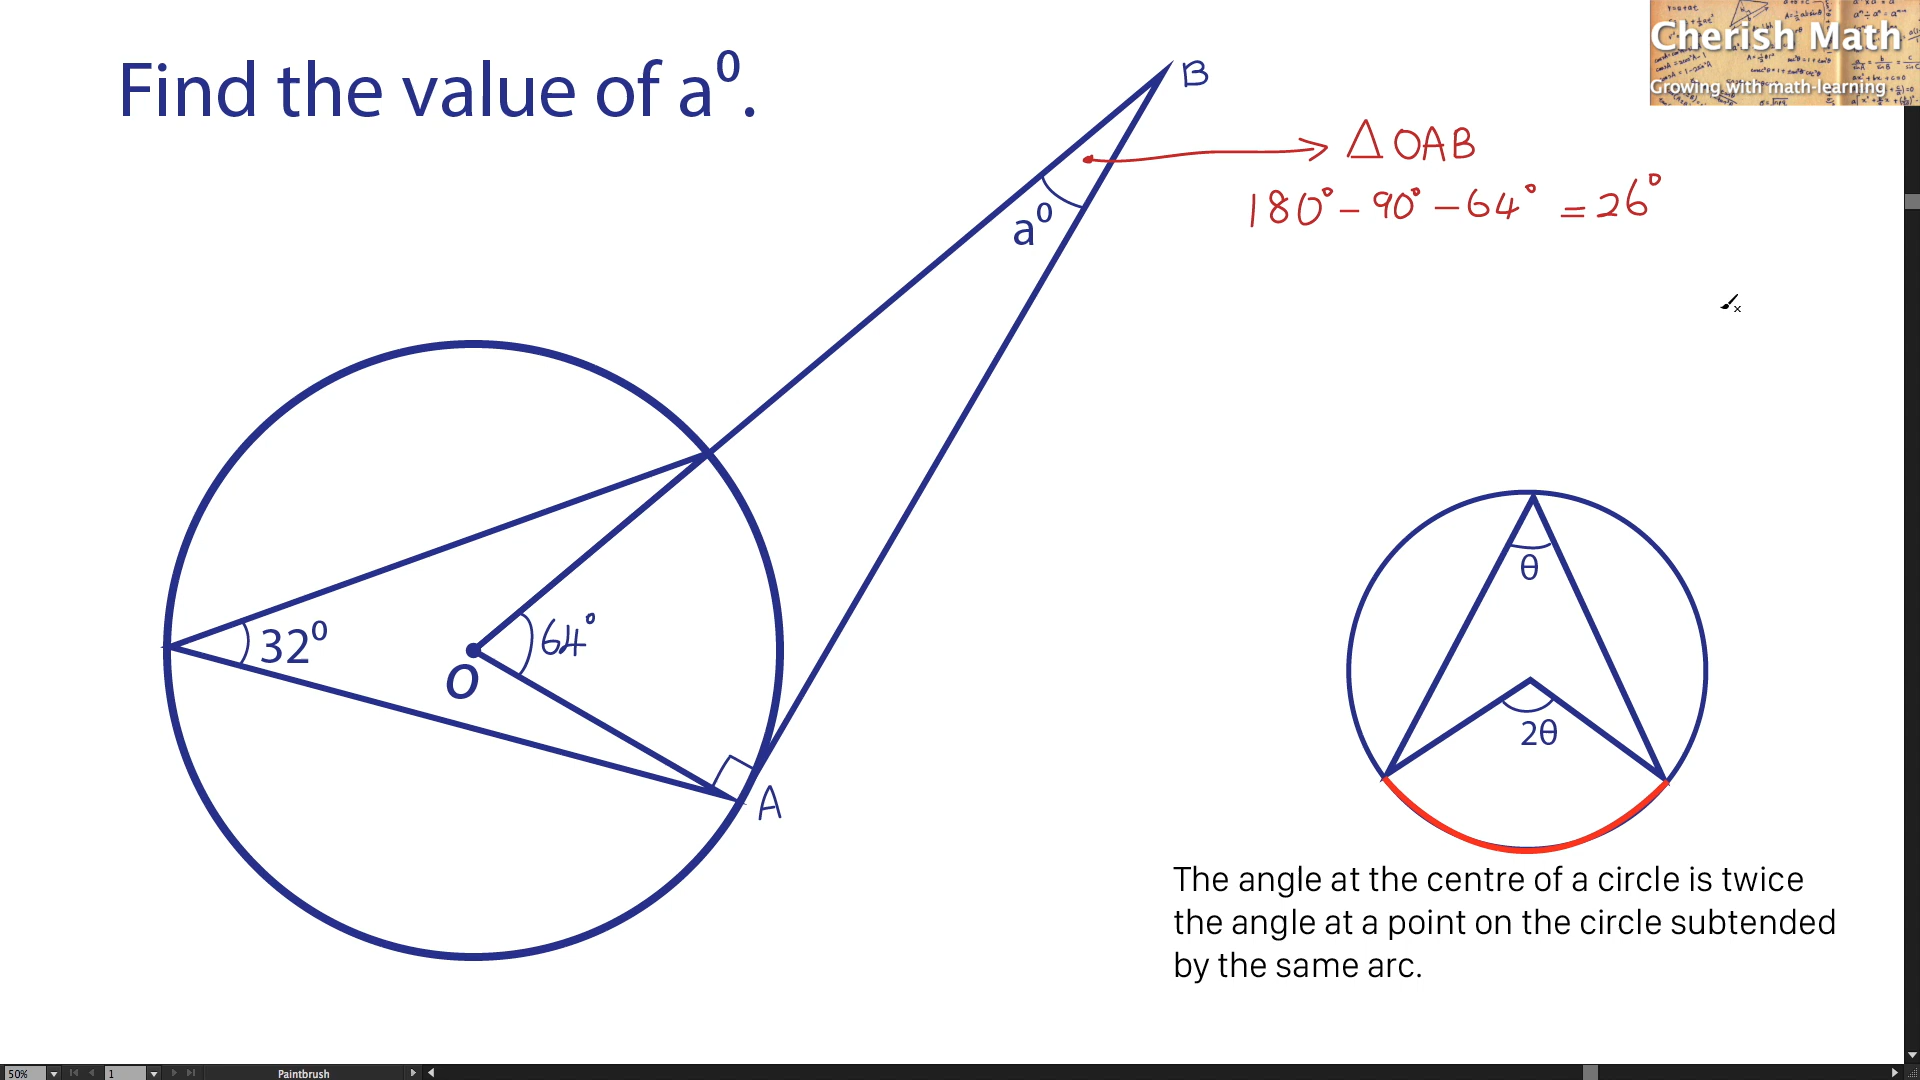 Find the value of a⁰.
Cherish Math
Growing with math-learning
B
△ OAB
180° – 90° – 64° = 26°
a⁰
32⁰
64°
O
A
θ
2θ
The angle at the centre of a circle is twice
the angle at a point on the circle subtended
by the same arc.
50%
1
Paintbrush